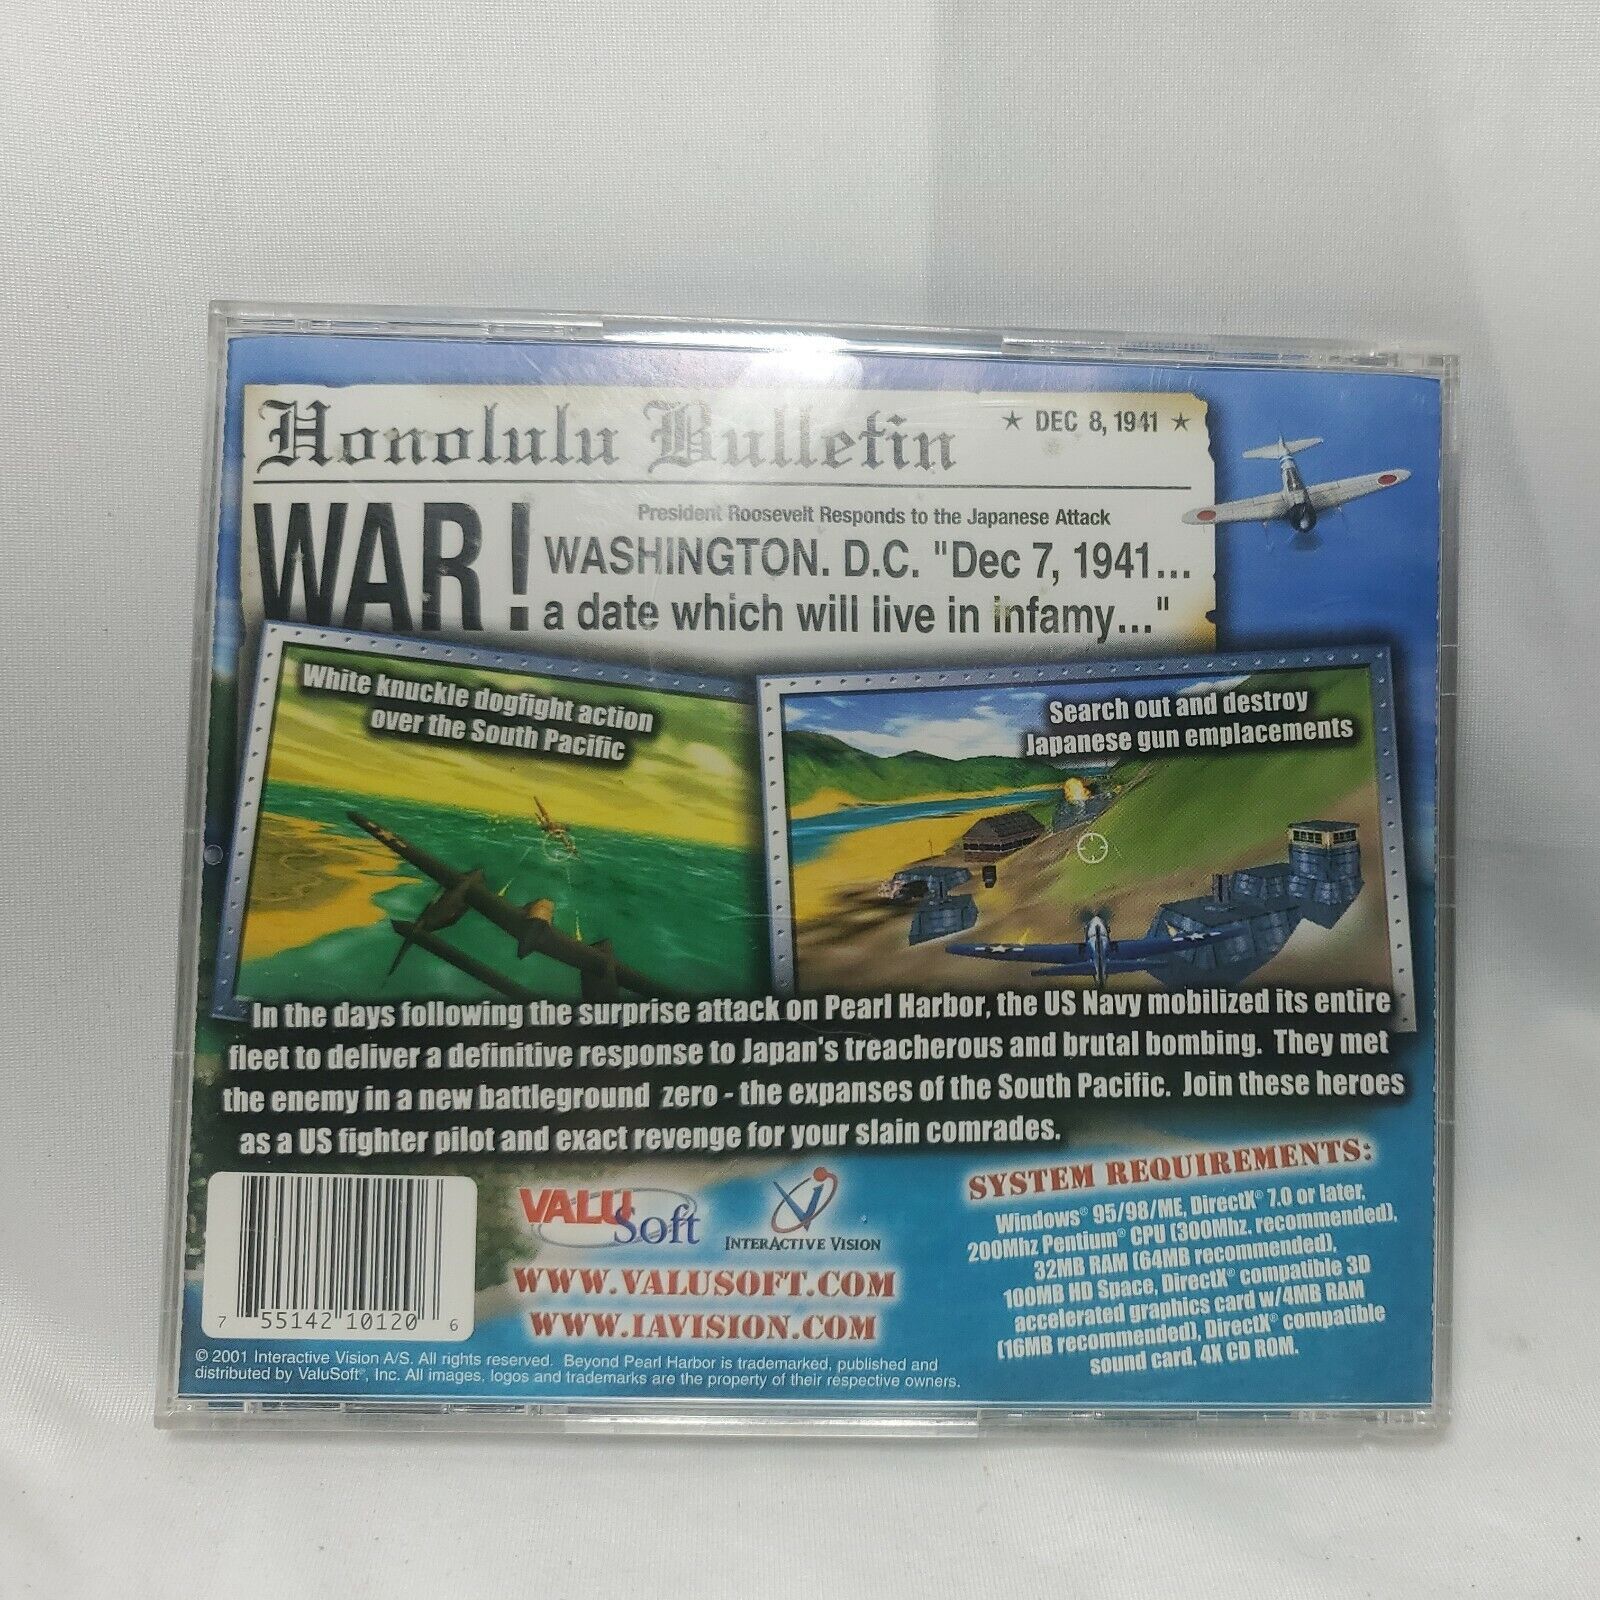 Honolulu Bulletin
★ DEC 8, 1941 ★
WAR!
President Roosevelt Responds to the Japanese Attack
WASHINGTON. D.C. "Dec 7, 1941...
a date which will live in infamy..."
White knuckle dogfight action
over the South Pacific
Search out and destroy
Japanese gun emplacements
In the days following the surprise attack on Pearl Harbor, the US Navy mobilized its entire
fleet to deliver a definitive response to Japan's treacherous and brutal bombing. They met
the enemy in a new battleground zero - the expanses of the South Pacific. Join these heroes
as a US fighter pilot and exact revenge for your slain comrades.
7 55142 10120 6
VALU
Soft
INTERACTIVE VISION
WWW.VALUSOFT.COM
WWW.IAVISION.COM
SYSTEM REQUIREMENTS:
Windows® 95/98/ME, DirectX® 7.0 or later,
200Mhz Pentium® CPU (300Mhz. recommended),
32MB RAM (64MB recommended),
100MB HD Space, DirectX® compatible 3D
accelerated graphics card w/4MB RAM
(16MB recommended), DirectX® compatible
sound card, 4X CD ROM.
© 2001 Interactive Vision A/S. All rights reserved. Beyond Pearl Harbor is trademarked, published and
distributed by ValuSoft®, Inc. All images, logos and trademarks are the property of their respective owners.